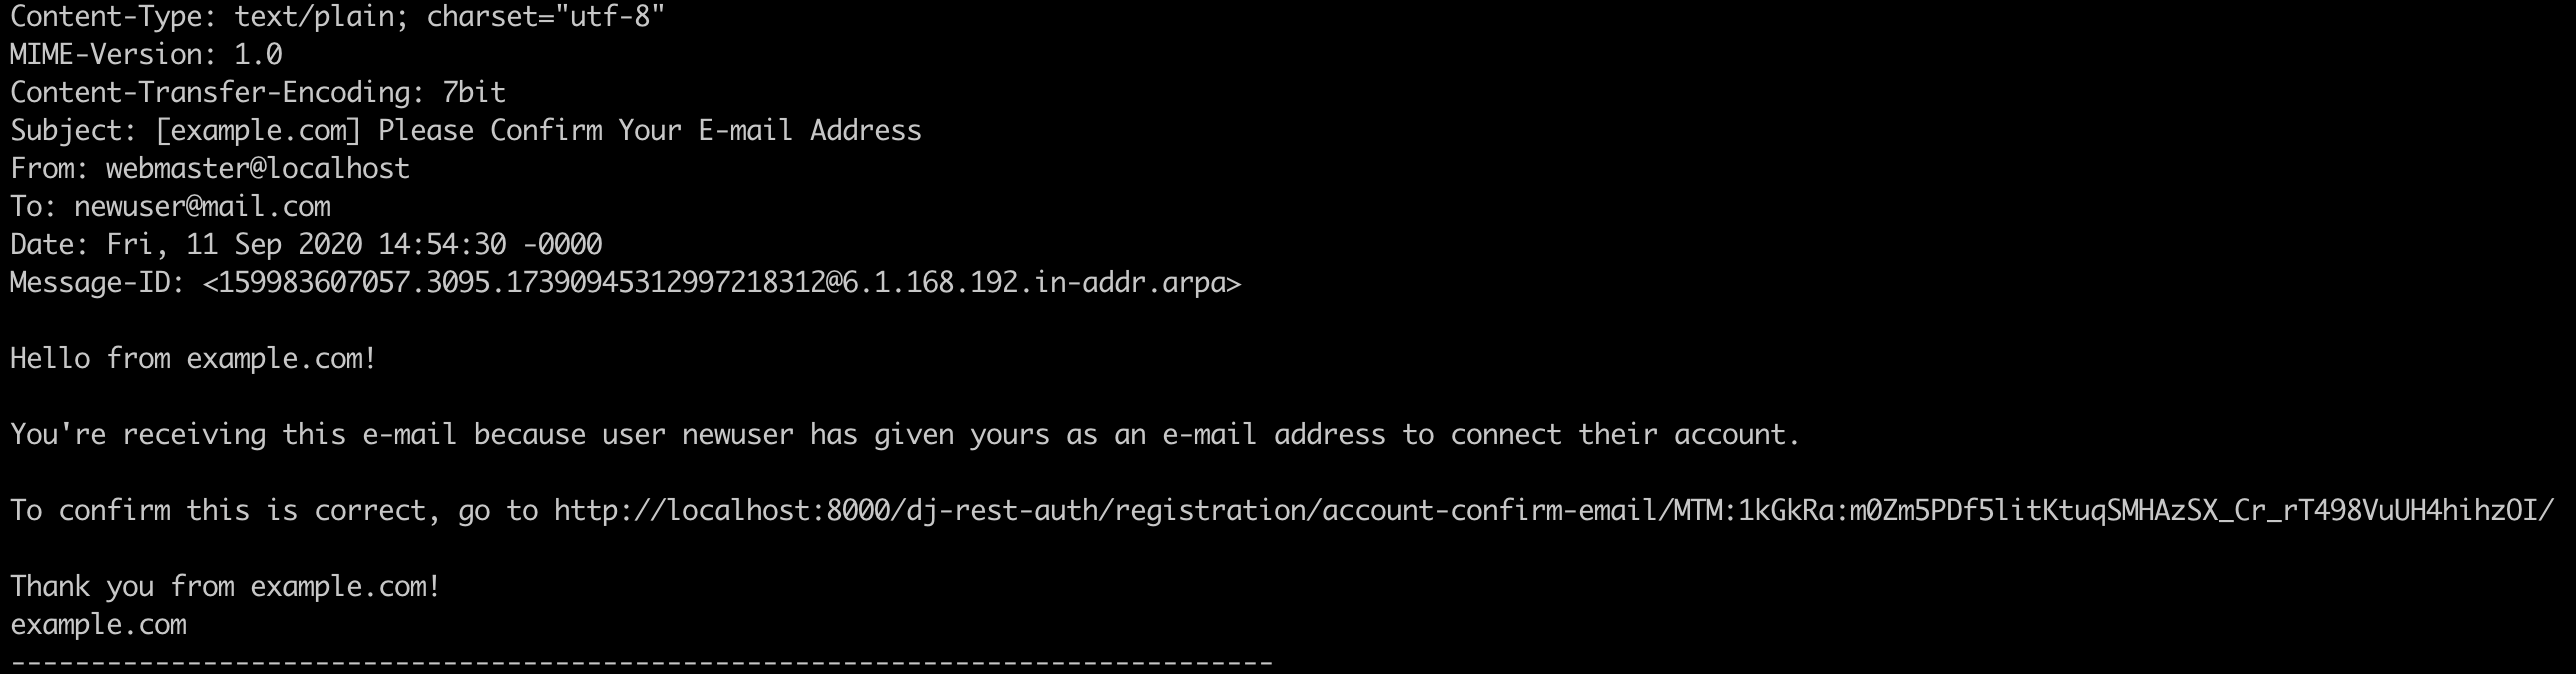 Content-Type: text/plain; charset="utf-8"
MIME-Version: 1.0
Content-Transfer-Encoding: 7bit
Subject: [example.com] Please Confirm Your E-mail Address
From: webmaster@localhost
To: newuser@mail.com
Date: Fri, 11 Sep 2020 14:54:30 -0000
Message-ID: <159983607057.3095.17390945312997218312@6.1.168.192.in-addr.arpa>

Hello from example.com!

You're receiving this e-mail because user newuser has given yours as an e-mail address to connect their account.

To confirm this is correct, go to http://localhost:8000/dj-rest-auth/registration/account-confirm-email/MTM:1kGkRa:m0Zm5PDf5litKtuqSMHAzSX_Cr_rT498VuUH4hihzOI/

Thank you from example.com!
example.com
-------------------------------------------------------------------------------